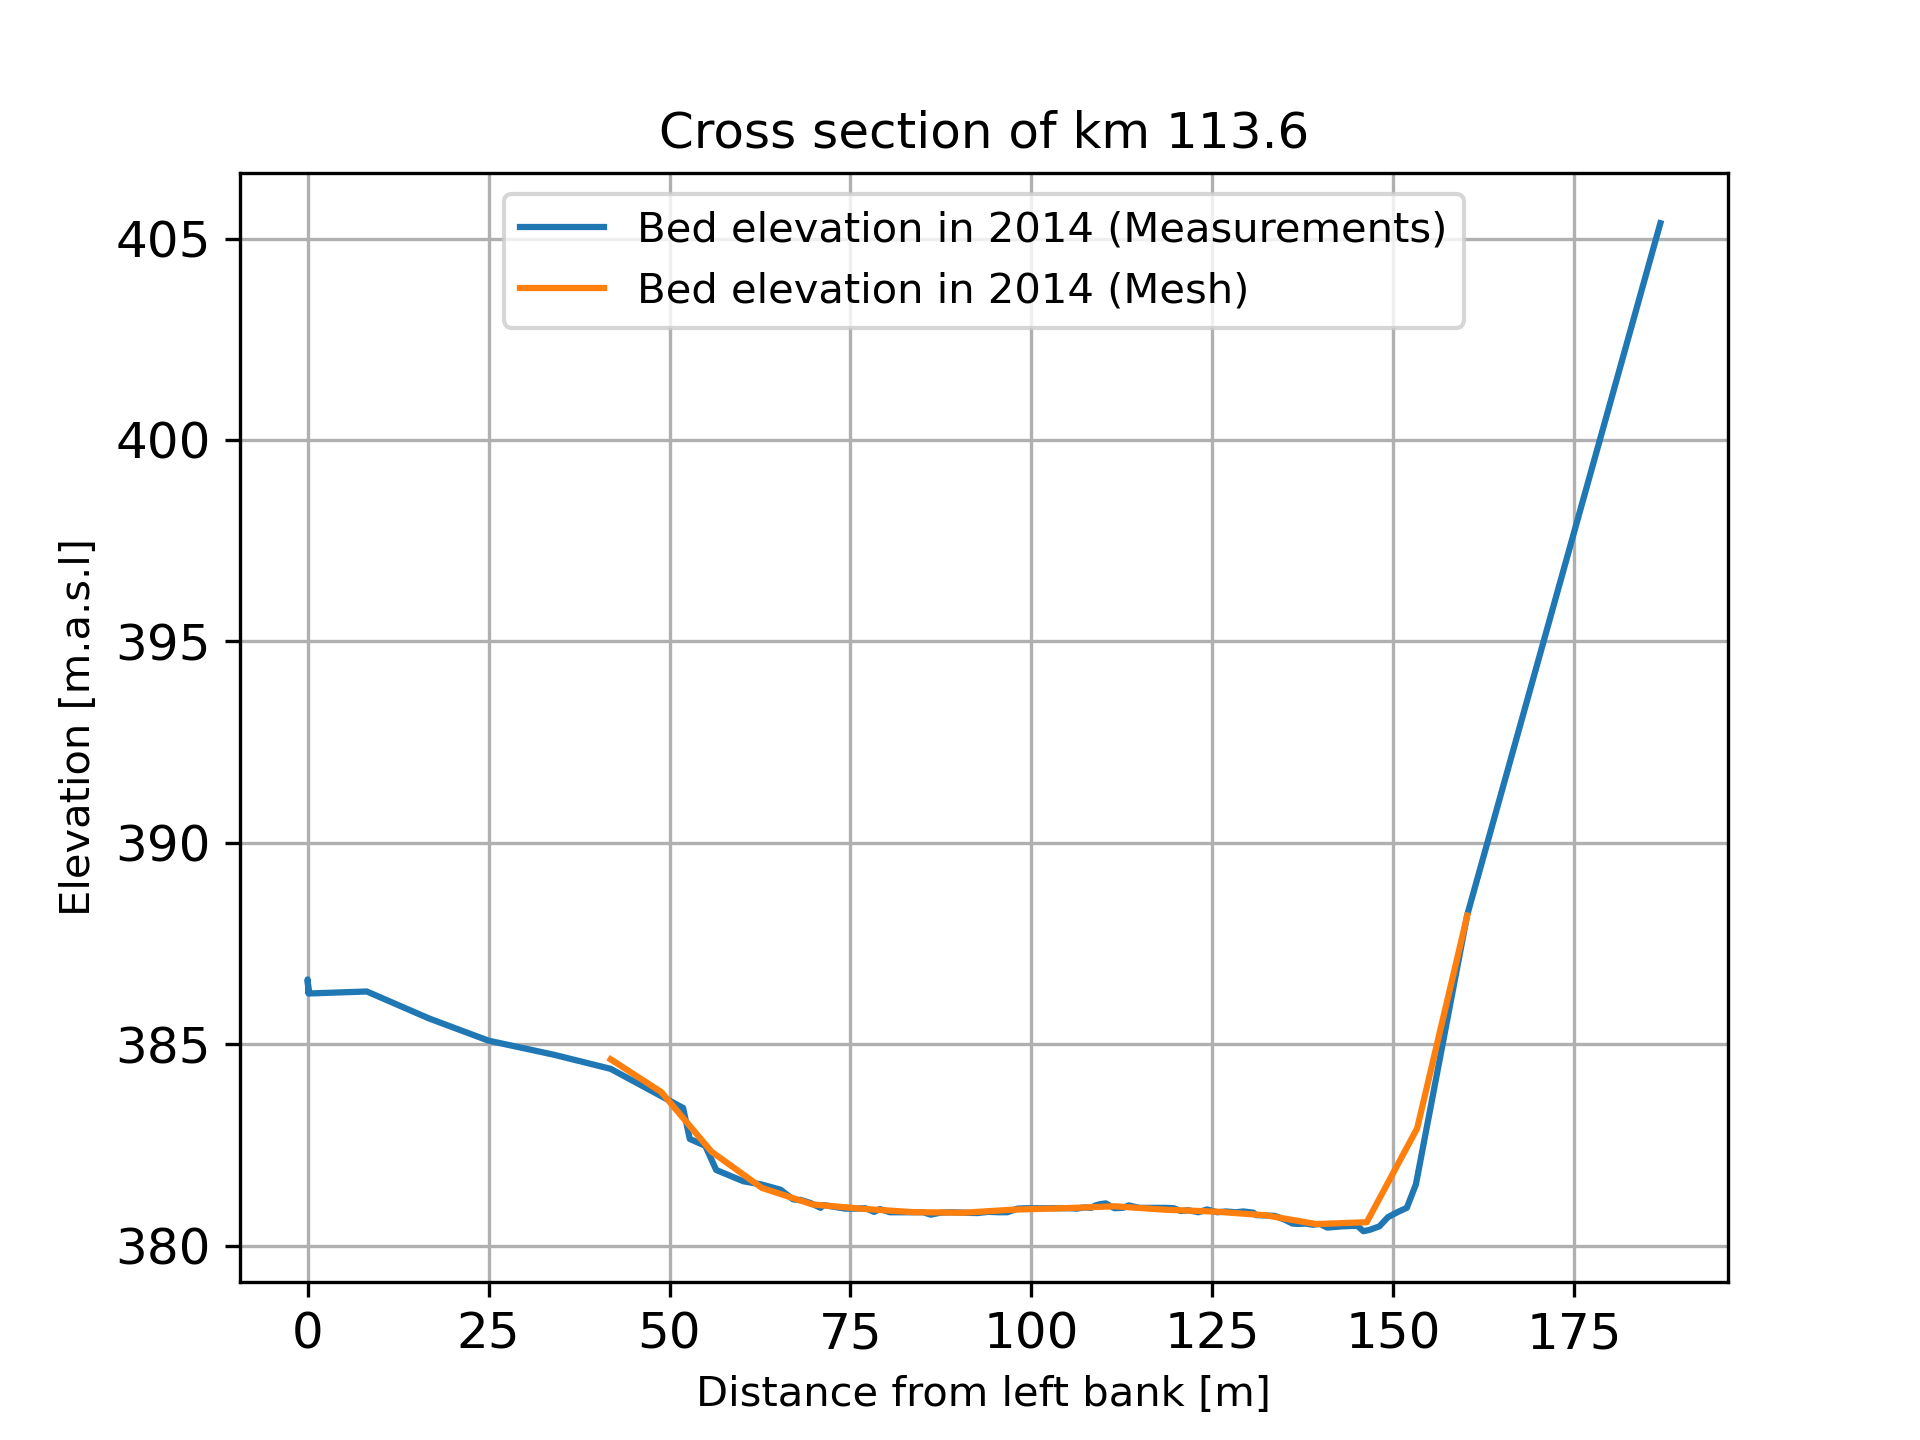 Cross section of km 113.6
Bed elevation in 2014 (Measurements)
Bed elevation in 2014 (Mesh)
Elevation [m.a.s.l]
405
400
395
390
385
380
0 25 50 75 100 125 150 175
Distance from left bank [m]